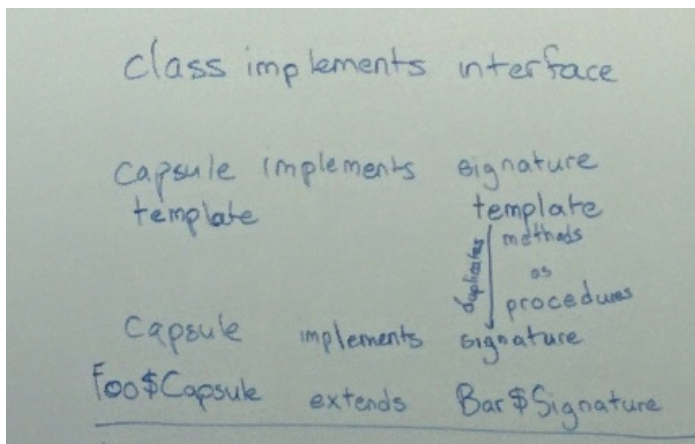 class implements interface
capsule implements signature
template template
duplicates methods
as
procedures
Capsule implements signature
Foo$Capsule extends Bar$Signature